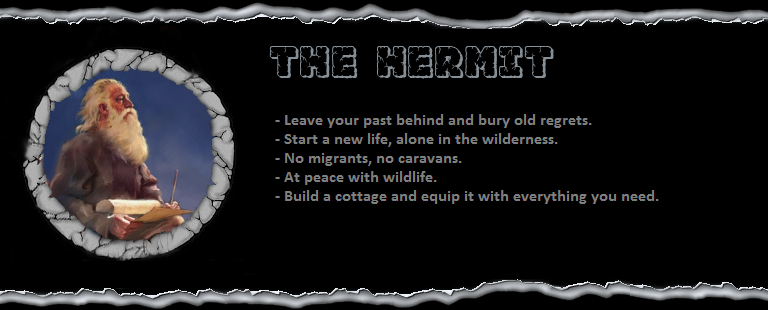 THE HERMIT
- Leave your past behind and bury old regrets.
- Start a new life, alone in the wilderness.
- No migrants, no caravans.
- At peace with wildlife.
- Build a cottage and equip it with everything you need.